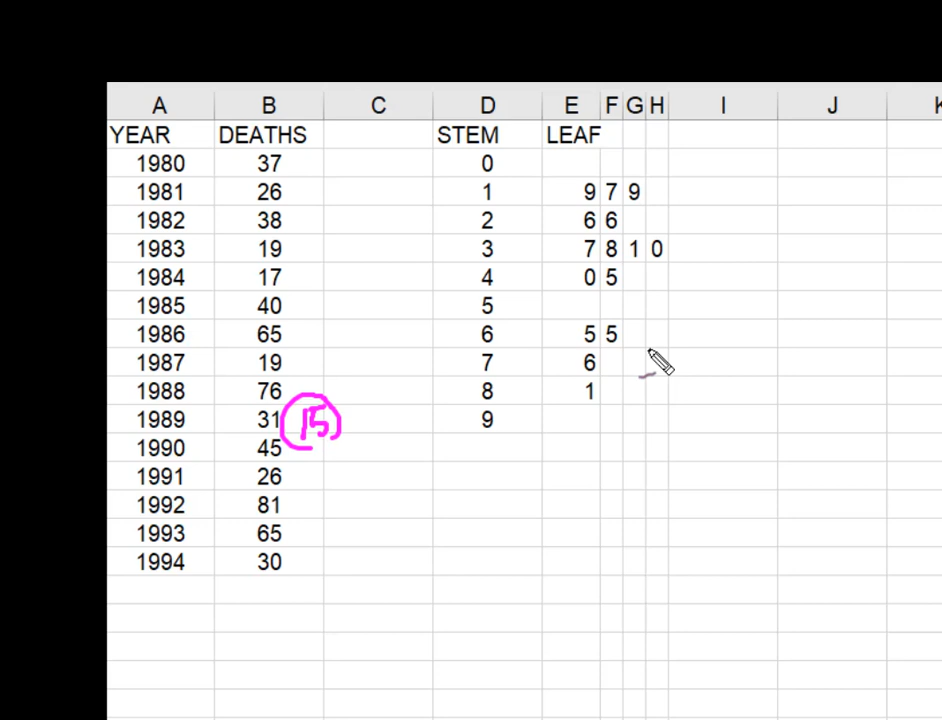 A B C D E F G H I J K
YEAR DEATHS STEM LEAF
1980 37 0
1981 26 1 9 7 9
1982 38 2 6 6
1983 19 3 7 8 1 0
1984 17 4 0 5
1985 40 5
1986 65 6 5 5
1987 19 7 6
1988 76 8 1
1989 31 15 9
1990 45
1991 26
1992 81
1993 65
1994 30